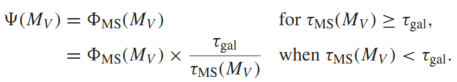 Ψ(M_V) = Φ_MS(M_V) for τ_MS(M_V) ≥ τ_gal,
= Φ_MS(M_V) × τ_gal / τ_MS(M_V) when τ_MS(M_V) < τ_gal.